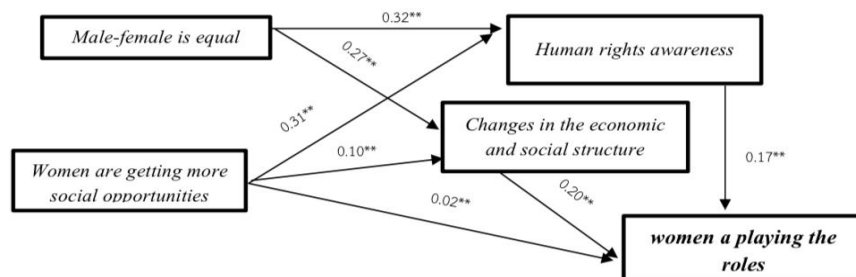 0.32**
Male-female is equal
Human rights awareness
0.27**
0.31**
Changes in the economic
and social structure
0.10**
0.17**
Women are getting more
social opportunities
0.20**
0.02**
women a playing the
roles